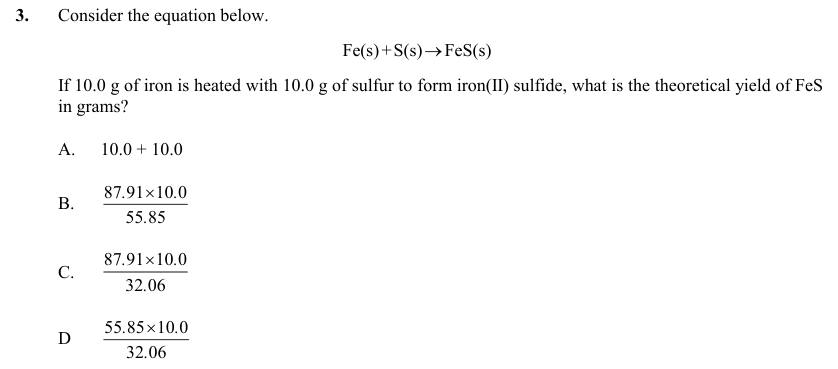 3. Consider the equation below.
Fe(s)+S(s)→FeS(s)
If 10.0 g of iron is heated with 10.0 g of sulfur to form iron(II) sulfide, what is the theoretical yield of FeS
in grams?
A. 10.0 + 10.0
B. 87.91×10.0
55.85
C. 87.91×10.0
32.06
D 55.85×10.0
32.06